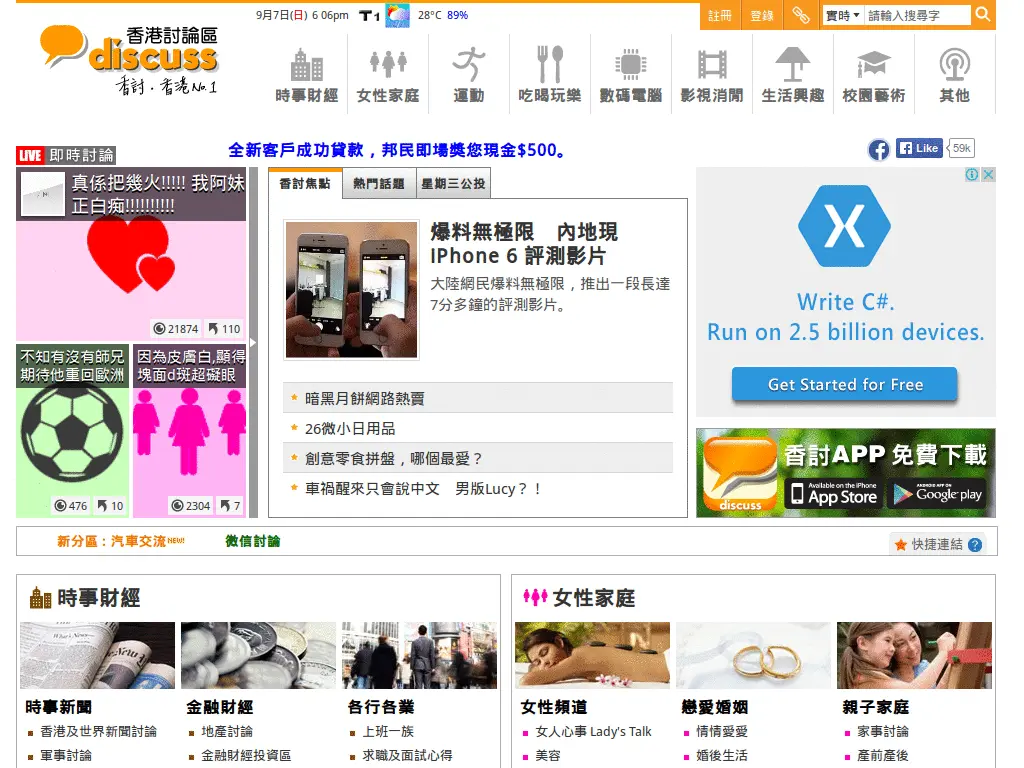 9月7日(日) 6 06pm T1 28°C 89%
註冊 登錄 實時 請輸入搜尋字
香港討論區
discuss
香討．香港No.1
時事財經 女性家庭 運動 吃喝玩樂 數碼電腦 影視消閒 生活興趣 校園藝術 其他
LIVE 即時討論
全新客戶成功貸款，邦民即場獎您現金$500。
Like 59k
真係把幾火!!!!! 我阿妹
正白痴!!!!!!!!!!
21874 110
不知有沒有師兄
期待他重回歐洲
476 10
因為皮膚白,顯得
塊面d斑超礙眼
2304 7
香討焦點 熱門話題 星期三公投
爆料無極限　內地現
IPhone 6 評測影片
大陸網民爆料無極限，推出一段長達
7分多鐘的評測影片。
暗黑月餅網路熱賣
26微小日用品
創意零食拼盤，哪個最愛？
車禍醒來只會說中文　男版Lucy？！
Write C#.
Run on 2.5 billion devices.
Get Started for Free
discuss
香討APP 免費下載
Available on the iPhone
App Store
ANDROID APP ON
Google play
新分區：汽車交流NEW! 微信討論 快捷連結 ?
時事財經
時事新聞 金融財經 各行各業
香港及世界新聞討論 地產討論 上班一族
軍事討論 金融財經投資區 求職及面試心得
女性家庭
女性頻道 戀愛婚姻 親子家庭
女人心事 Lady's Talk 情情愛愛 家事討論
美容 婚後生活 產前產後